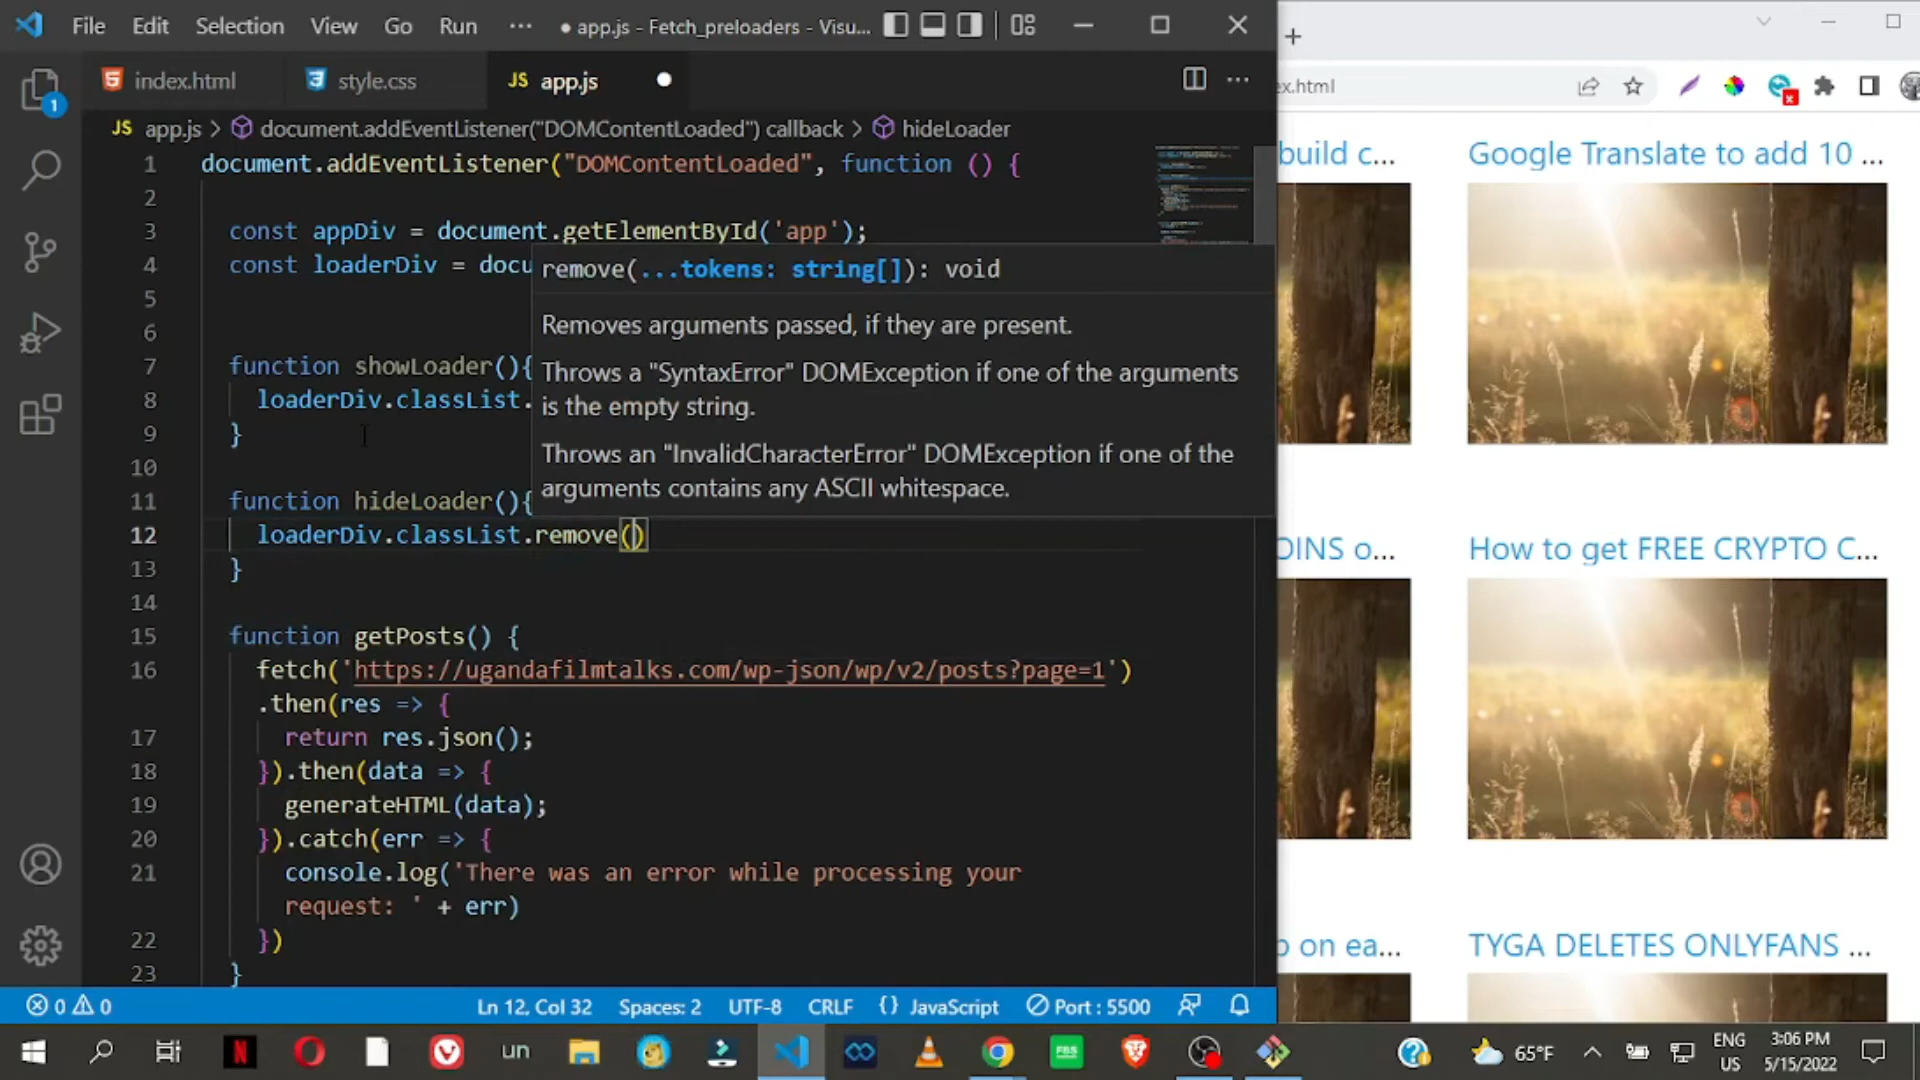 File Edit Selection View Go Run ··· ● app.js - Fetch_preloaders - Visu...
index.html style.css JS app.js ●
JS app.js > document.addEventListener("DOMContentLoaded") callback > hideLoader
1 document.addEventListener("DOMContentLoaded", function () {
2
3 const appDiv = document.getElementById('app');
4 const loaderDiv = docu
5
6
7 function showLoader(){
8 loaderDiv.classList.
9 }
10
11 function hideLoader(){
12 loaderDiv.classList.remove()
13 }
14
15 function getPosts() {
16 fetch('https://ugandafilmtalks.com/wp-json/wp/v2/posts?page=1')
.then(res => {
17 return res.json();
18 }).then(data => {
19 generateHTML(data);
20 }).catch(err => {
21 console.log('There was an error while processing your
request: ' + err)
22 })
23 }
remove(...tokens: string[]): void
Removes arguments passed, if they are present.
Throws a "SyntaxError" DOMException if one of the arguments
is the empty string.
Throws an "InvalidCharacterError" DOMException if one of the
arguments contains any ASCII whitespace.
1
0 0 Ln 12, Col 32 Spaces: 2 UTF-8 CRLF {} JavaScript Port : 5500
ex.html
build c... Google Translate to add 10 ...
OINS o... How to get FREE CRYPTO C...
o on ea... TYGA DELETES ONLYFANS ...
N un FBS 65°F ENG
US 3:06 PM
5/15/2022